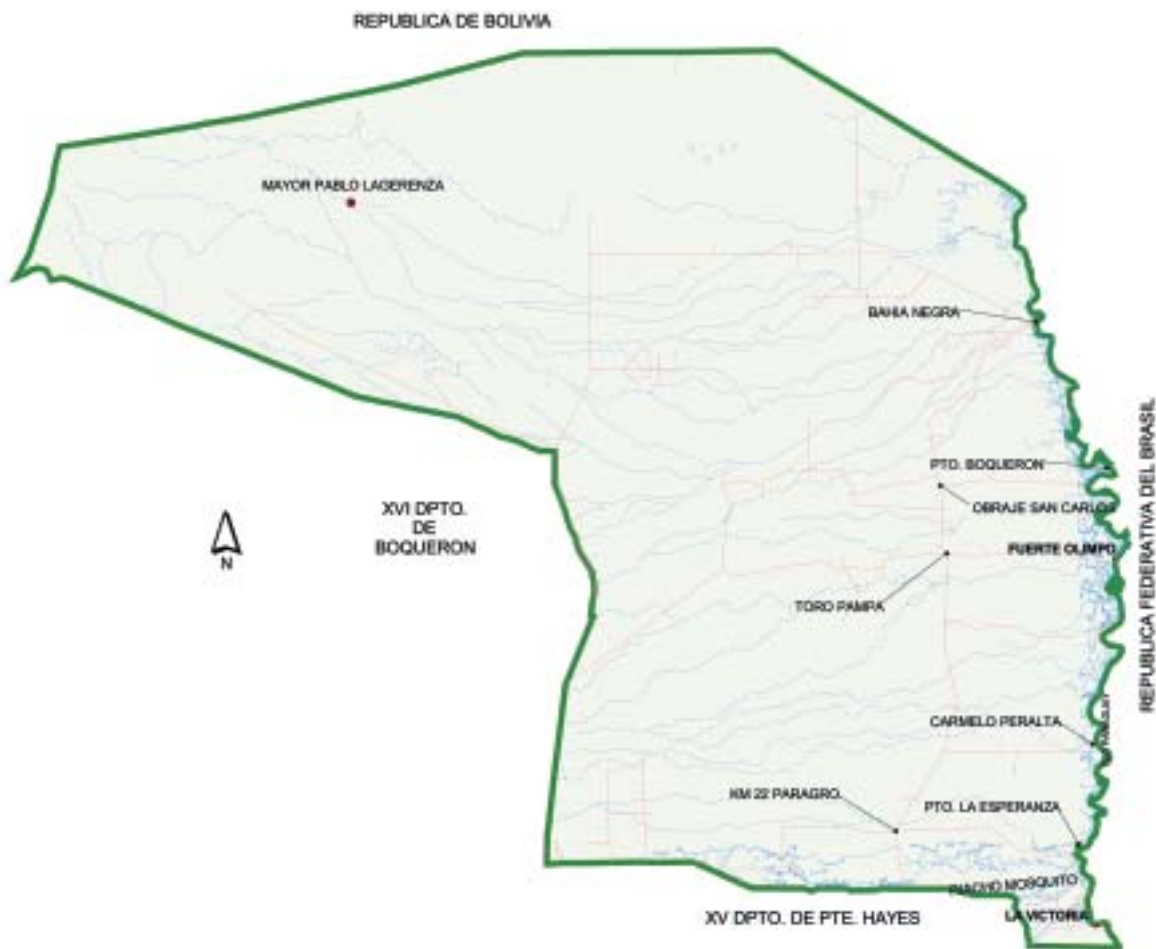 REPUBLICA DE BOLIVIA
MAYOR PABLO LAGERENZA
BAHIA NEGRA
PTO. BOQUERON
OBRAJE SAN CARLOS
FUERTE OLIMPO
TORO PAMPA
XVI DPTO.
DE
BOQUERON
N
REPUBLICA FEDERATIVA DEL BRASIL
CARMELO PERALTA
KM 22 PARAGRO.
PTO. LA ESPERANZA
RIACHO MOSQUITO
LA VICTORIA
XV DPTO. DE PTE. HAYES